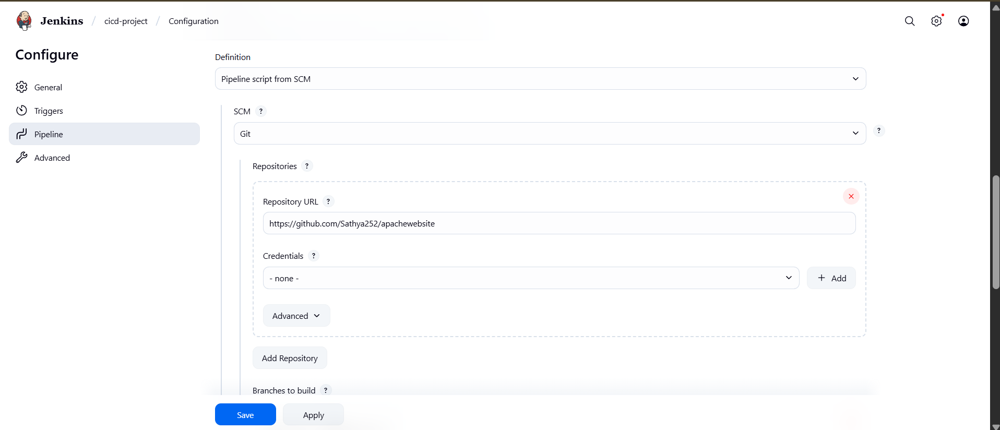 Jenkins / cicd-project / Configuration
Configure
General
Triggers
Pipeline
Advanced
Definition
Pipeline script from SCM
SCM ?
Git
?
Repositories ?
Repository URL ?
https://github.com/Sathya252/apachewebsite
Credentials ?
- none -
+ Add
Advanced
Add Repository
Branches to build ?
Save
Apply